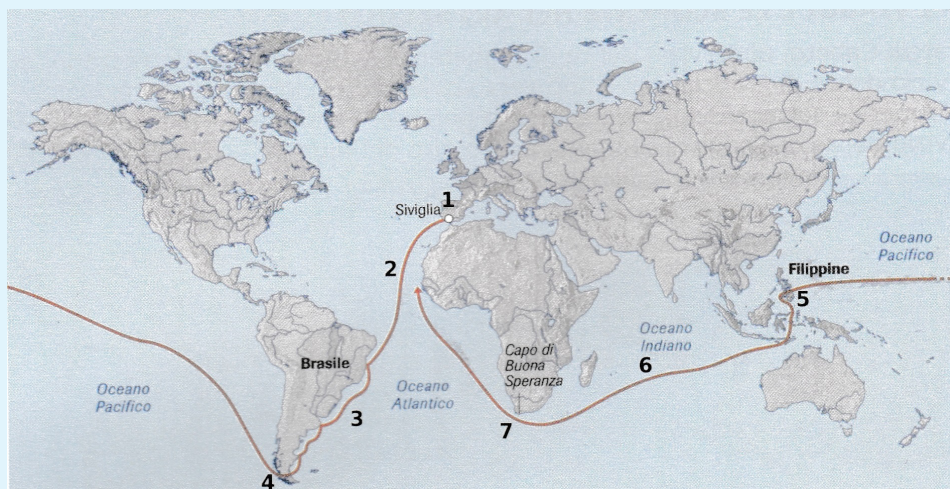 1
Siviglia
2
Oceano
Pacifico
Filippine
5
Oceano
Indiano
6
Capo di
Buona
Speranza
Brasile
Oceano
Pacifico
Oceano
Atlantico
3
7
4